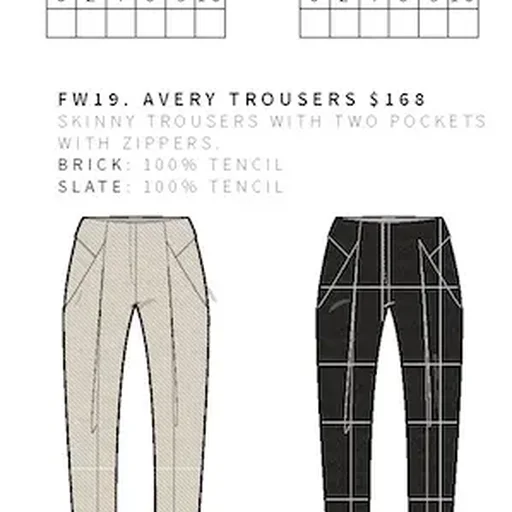 FW19. AVERY TROUSERS $168
SKINNY TROUSERS WITH TWO POCKETS
WITH ZIPPERS.
BRICK: 100% TENCIL
SLATE: 100% TENCIL